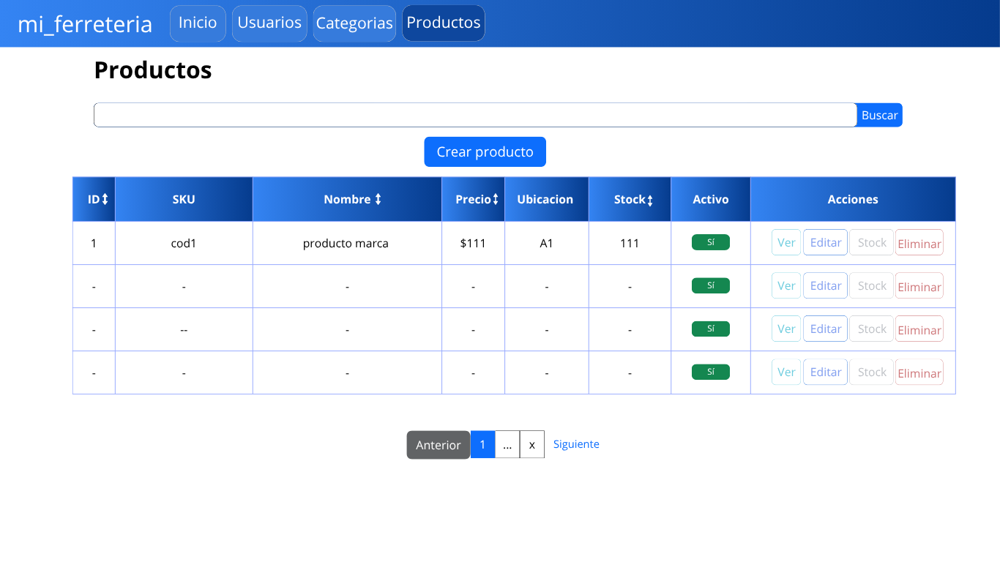 mi_ferreteria Inicio Usuarios Categorias Productos
Productos
Buscar
Crear producto
ID SKU Nombre Precio Ubicacion Stock Activo Acciones
1 cod1 producto marca $111 A1 111 Sí Ver Editar Stock Eliminar
- - - - - - Sí Ver Editar Stock Eliminar
- -- - - - - Sí Ver Editar Stock Eliminar
- - - - - - Sí Ver Editar Stock Eliminar
Anterior 1 ... x Siguiente